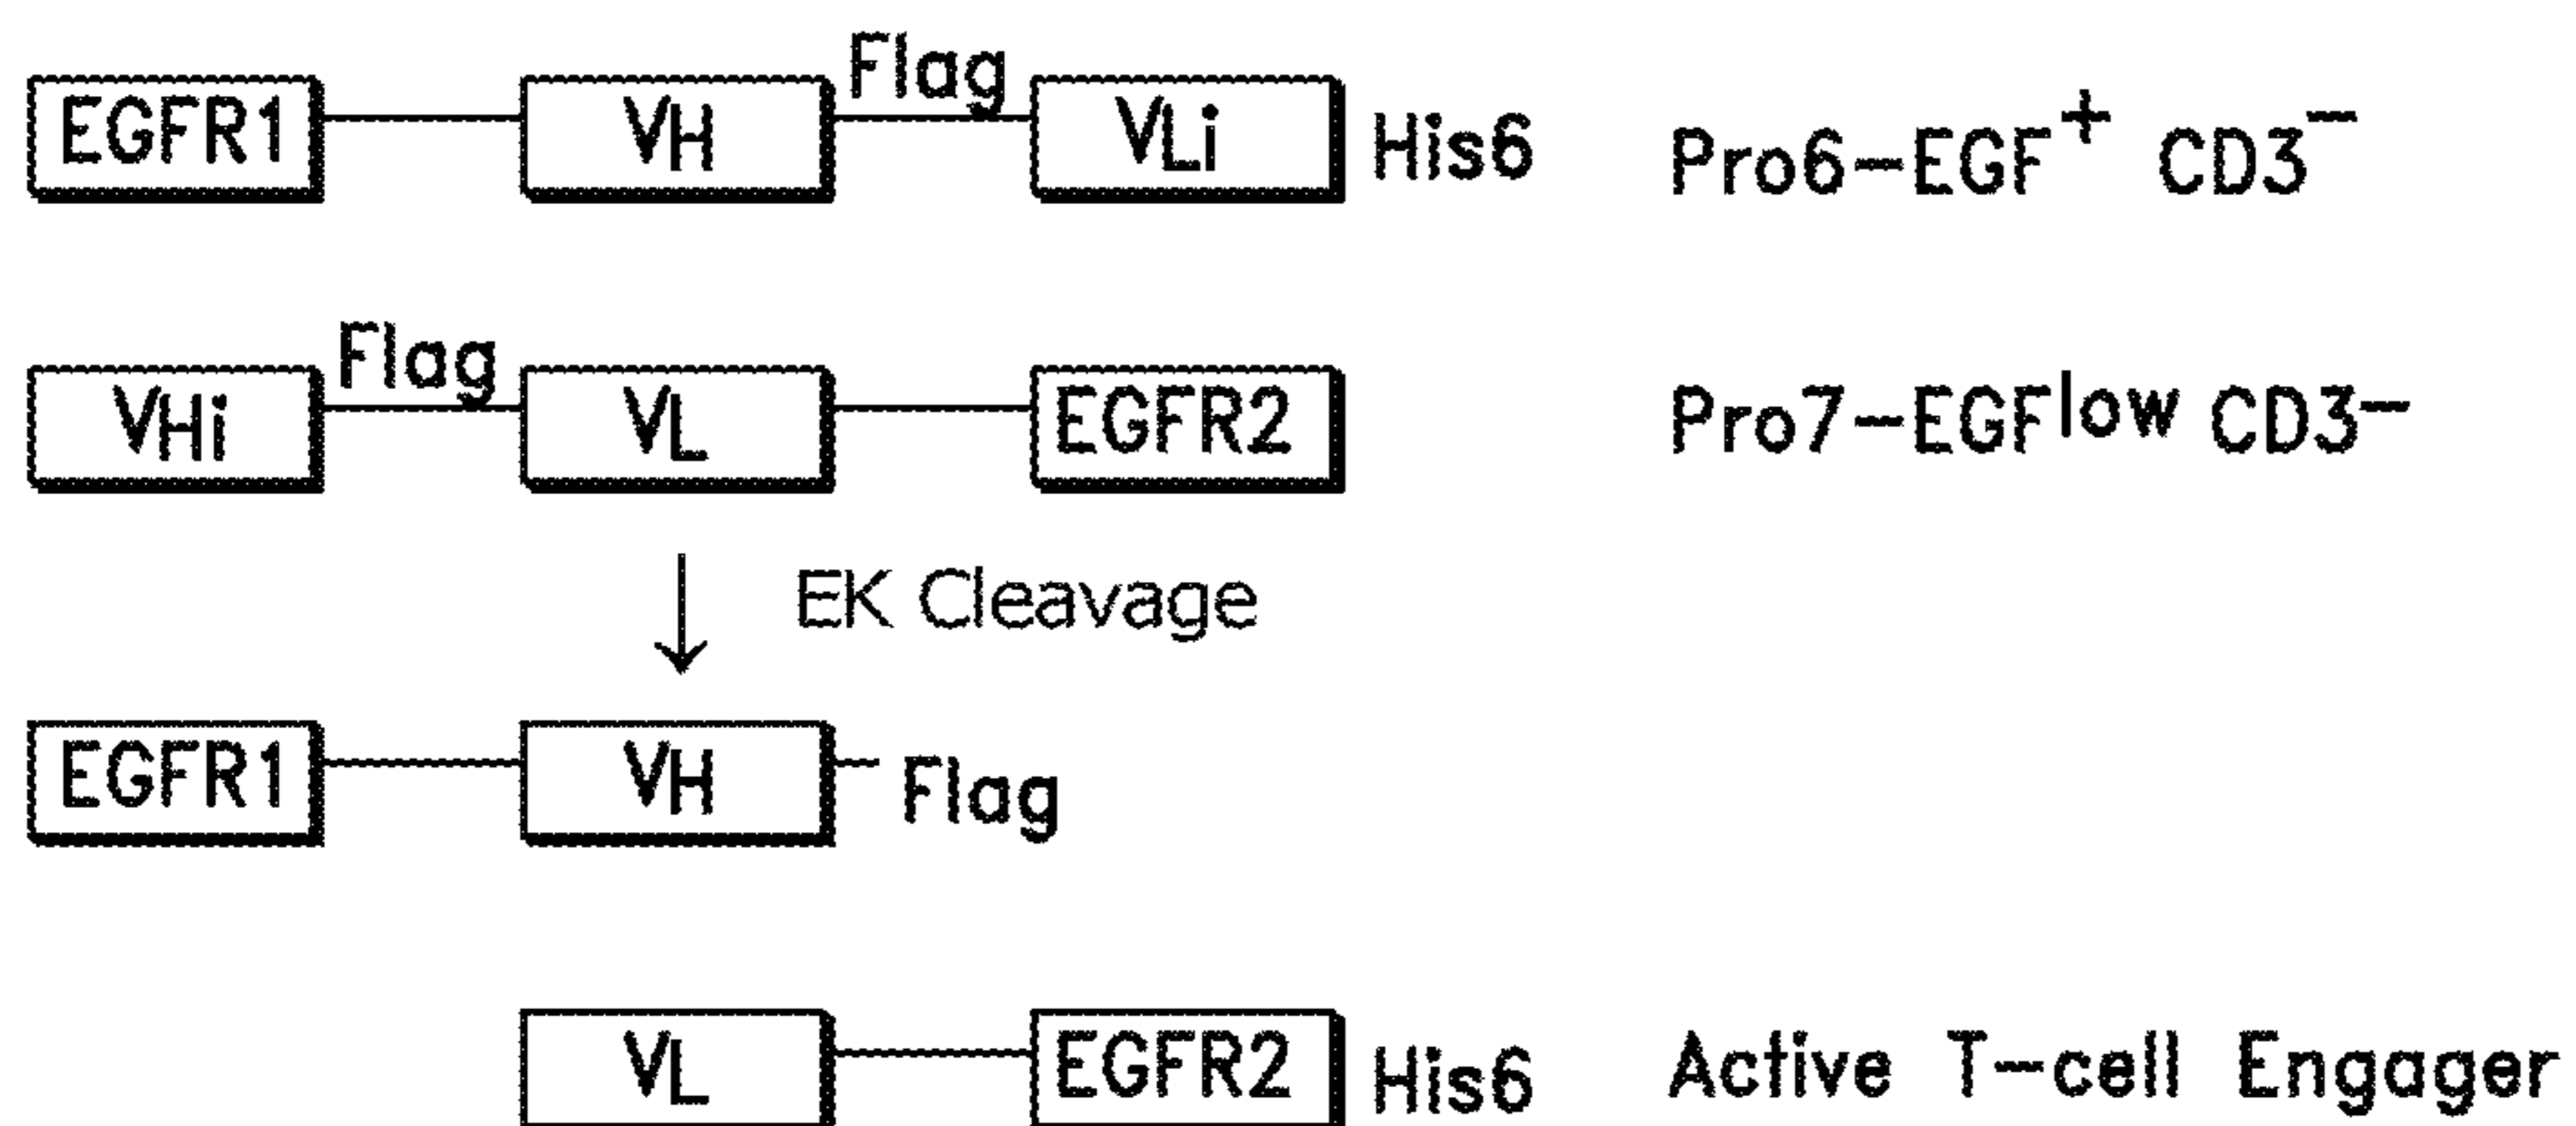 EGFR1 VH Flag VLi His6 Pro6-EGF+ CD3-
VHi Flag VL EGFR2 Pro7-EGFlow CD3-
EK Cleavage
EGFR1 VH Flag
VL EGFR2 His6 Active T-cell Engager